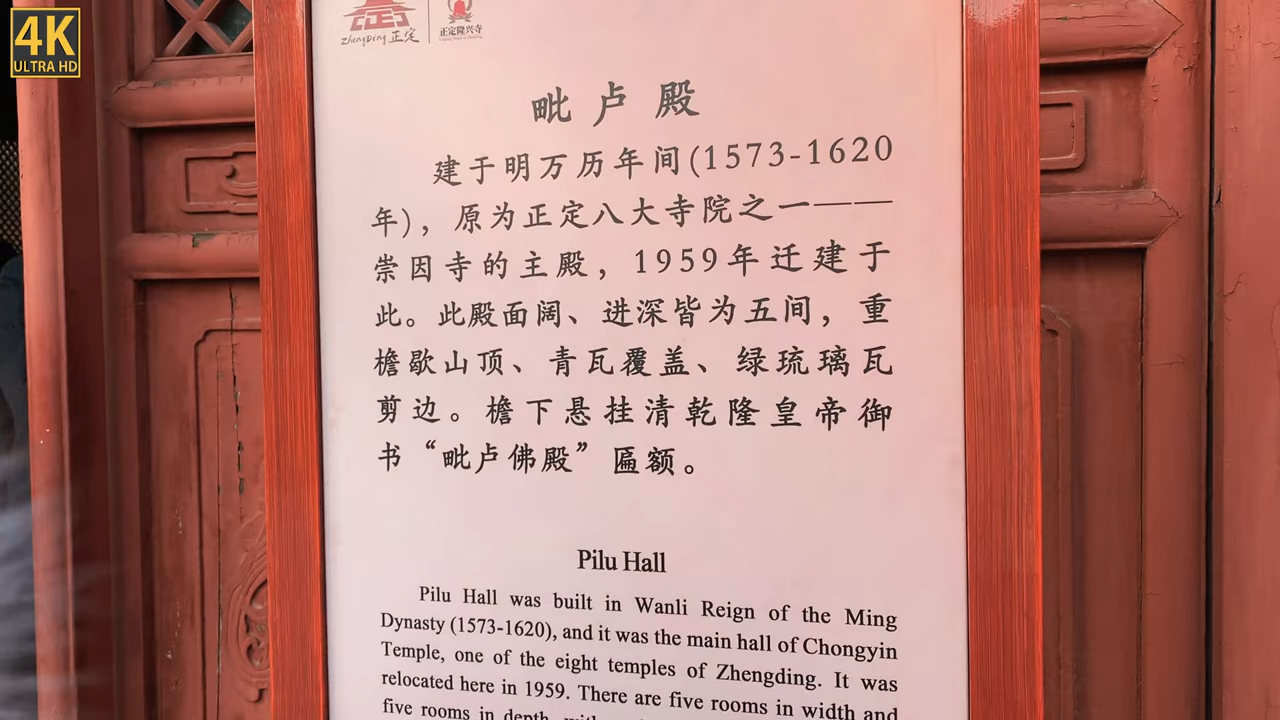 4K
ULTRA HD
ZhengDing 正定
正定隆兴寺
毗卢殿
建于明万历年间(1573-1620
年)，原为正定八大寺院之一——
崇因寺的主殿，1959年迁建于
此。此殿面阔、进深皆为五间，重
檐歇山顶、青瓦覆盖、绿琉璃瓦
剪边。檐下悬挂清乾隆皇帝御
书“毗卢佛殿”匾额。
Pilu Hall
Pilu Hall was built in Wanli Reign of the Ming
Dynasty (1573-1620), and it was the main hall of Chongyin
Temple, one of the eight temples of Zhengding. It was
relocated here in 1959. There are five rooms in width and
five rooms in depth,